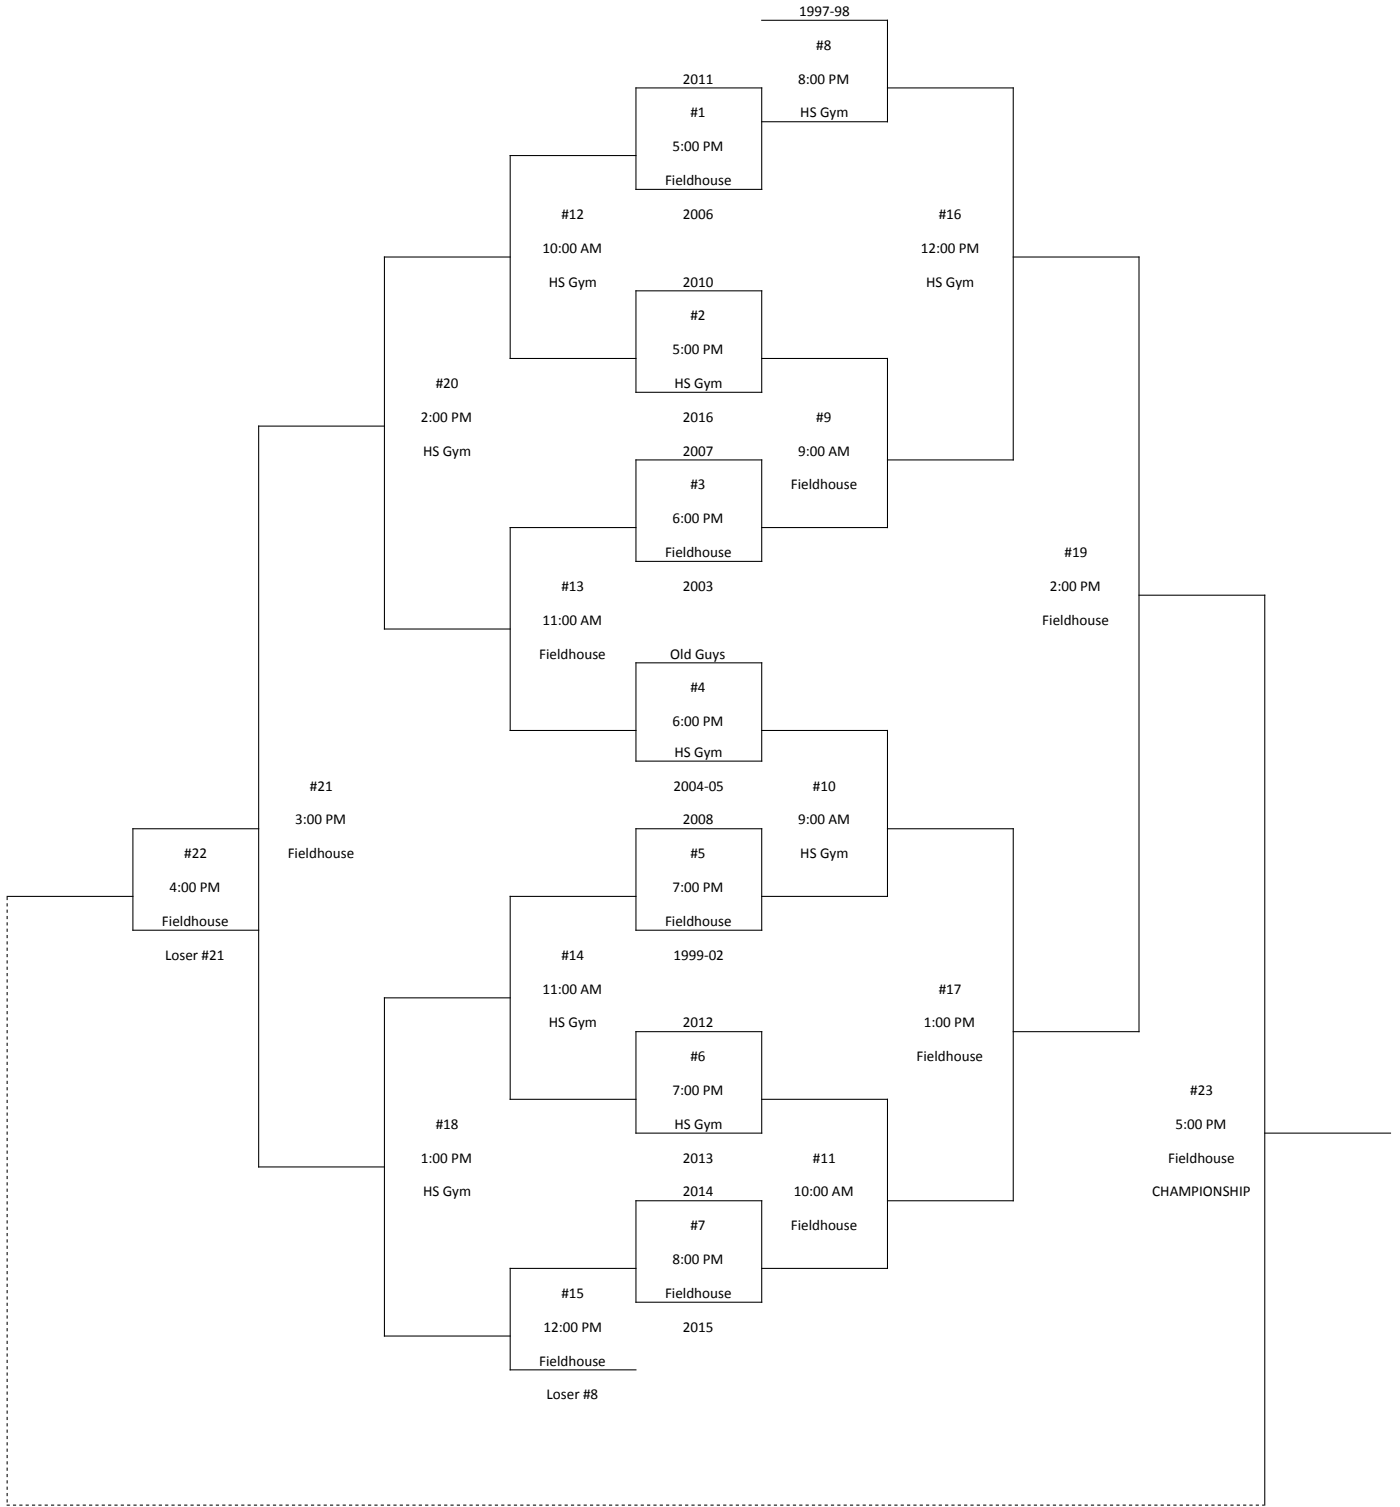 1997-98
#8
8:00 PM
HS Gym
2011
#1
5:00 PM
Fieldhouse
2006
#12
10:00 AM
HS Gym
#16
12:00 PM
HS Gym
2010
#2
5:00 PM
HS Gym
2016
#20
2:00 PM
HS Gym
#9
9:00 AM
Fieldhouse
2007
#3
6:00 PM
Fieldhouse
2003
#13
11:00 AM
Fieldhouse
#19
2:00 PM
Fieldhouse
Old Guys
#4
6:00 PM
HS Gym
2004-05
#21
3:00 PM
Fieldhouse
#10
9:00 AM
HS Gym
2008
#5
7:00 PM
Fieldhouse
1999-02
#22
4:00 PM
Fieldhouse
Loser #21
#14
11:00 AM
HS Gym
#17
1:00 PM
Fieldhouse
2012
#6
7:00 PM
HS Gym
2013
#18
1:00 PM
HS Gym
#11
10:00 AM
Fieldhouse
#23
5:00 PM
Fieldhouse
CHAMPIONSHIP
2014
#7
8:00 PM
Fieldhouse
2015
#15
12:00 PM
Fieldhouse
Loser #8